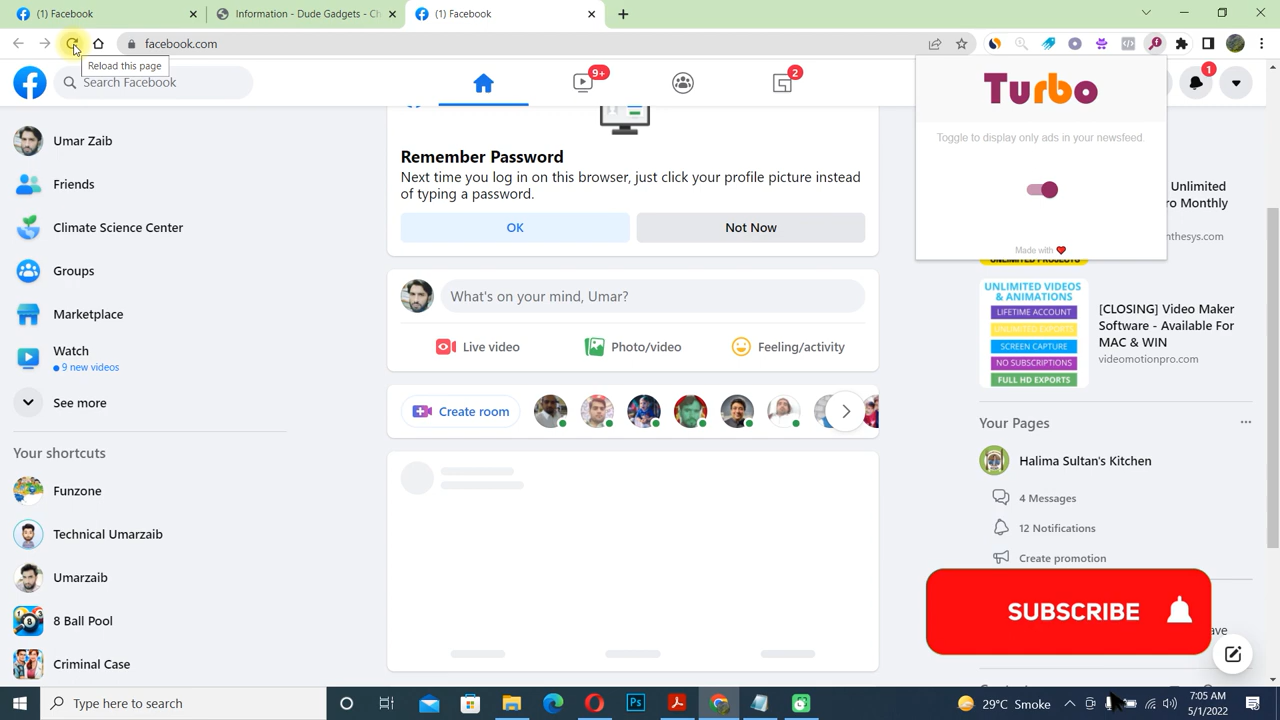 (1) Facebook
Information - Dude Gadgets - Ch
(1) Facebook
facebook.com
Reload this page
Search Facebook
9+
2
1
Turbo
Toggle to display only ads in your newsfeed.
Made with
Umar Zaib
Friends
Climate Science Center
Groups
Marketplace
Watch
9 new videos
See more
Your shortcuts
Funzone
Technical Umarzaib
Umarzaib
8 Ball Pool
Criminal Case
Remember Password
Next time you log in on this browser, just click your profile picture instead
of typing a password.
OK
Not Now
What's on your mind, Umar?
Live video
Photo/video
Feeling/activity
Create room
Unlimited
Monthly
UNLIMITED PROJECTS
UNLIMITED VIDEOS
& ANIMATIONS
LIFETIME ACCOUNT
UNLIMITED EXPORTS
SCREEN CAPTURE
NO SUBSCRIPTIONS
FULL HD EXPORTS
[CLOSING] Video Maker
Software - Available For
MAC & WIN
videomotionpro.com
Your Pages
Halima Sultan's Kitchen
4 Messages
12 Notifications
Create promotion
SUBSCRIBE
Type here to search
29°C Smoke
7:05 AM
5/1/2022